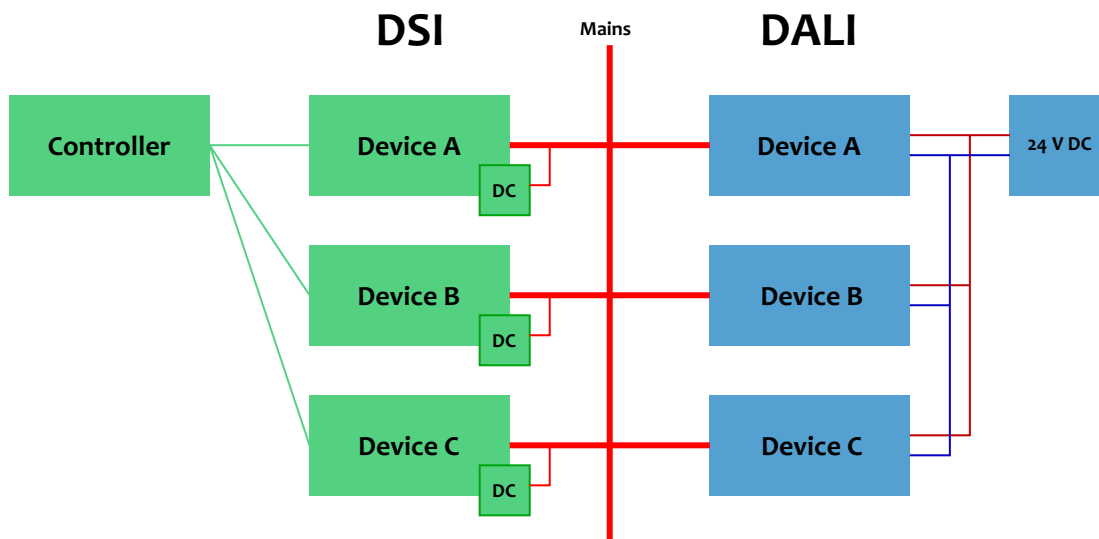 DSI
Mains
DALI
Controller
Device A
DC
Device A
24 V DC
Device B
DC
Device B
Device C
DC
Device C